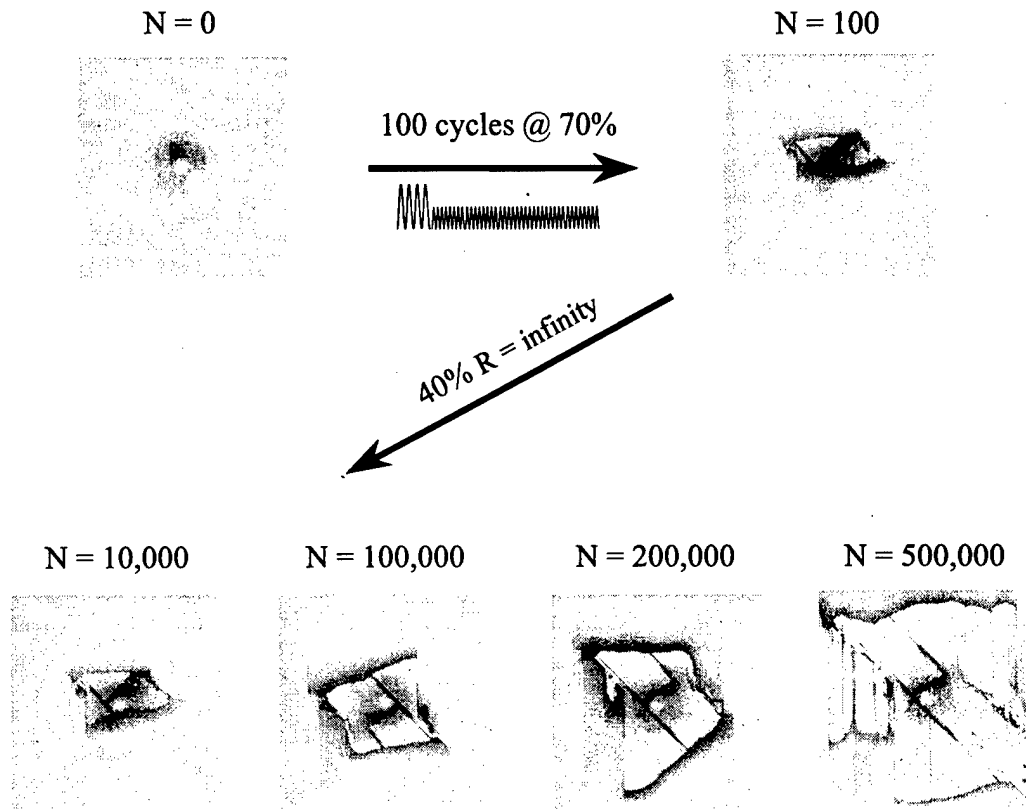 N = 0
N = 100
100 cycles @ 70%
40% R = infinity
N = 10,000
N = 100,000
N = 200,000
N = 500,000